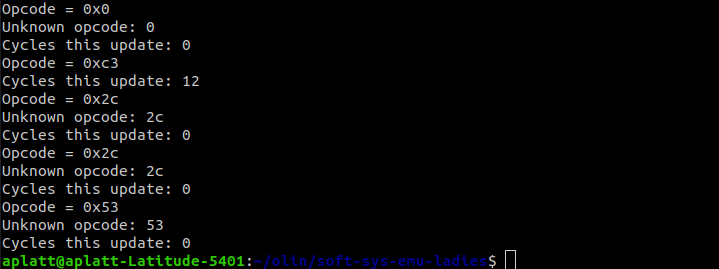 Opcode = 0x0
Unknown opcode: 0
Cycles this update: 0
Opcode = 0xc3
Cycles this update: 12
Opcode = 0x2c
Unknown opcode: 2c
Cycles this update: 0
Opcode = 0x2c
Unknown opcode: 2c
Cycles this update: 0
Opcode = 0x53
Unknown opcode: 53
Cycles this update: 0
aplatt@aplatt-Latitude-5401:~/olin/soft-sys-emu-ladies$